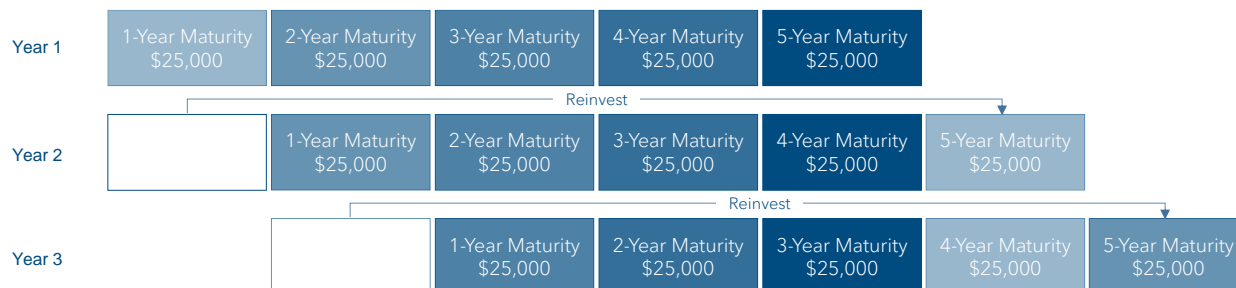 Year 1
1-Year Maturity
$25,000
2-Year Maturity
$25,000
3-Year Maturity
$25,000
4-Year Maturity
$25,000
5-Year Maturity
$25,000
Reinvest
Year 2
1-Year Maturity
$25,000
2-Year Maturity
$25,000
3-Year Maturity
$25,000
4-Year Maturity
$25,000
5-Year Maturity
$25,000
Reinvest
Year 3
1-Year Maturity
$25,000
2-Year Maturity
$25,000
3-Year Maturity
$25,000
4-Year Maturity
$25,000
5-Year Maturity
$25,000